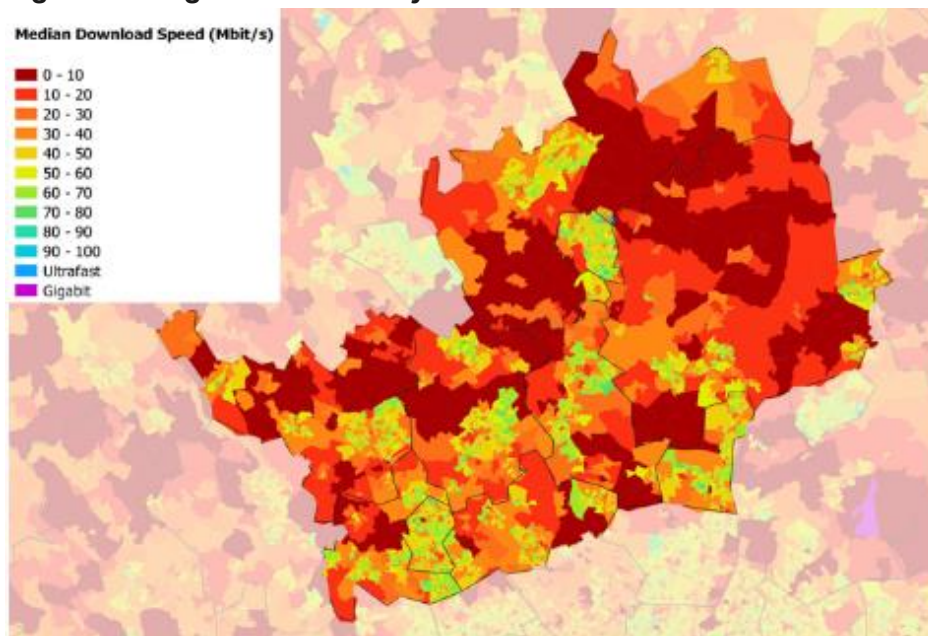 Median Download Speed (Mbit/s)
0 - 10
10 - 20
20 - 30
30 - 40
40 - 50
50 - 60
60 - 70
70 - 80
80 - 90
90 - 100
Ultrafast
Gigabit